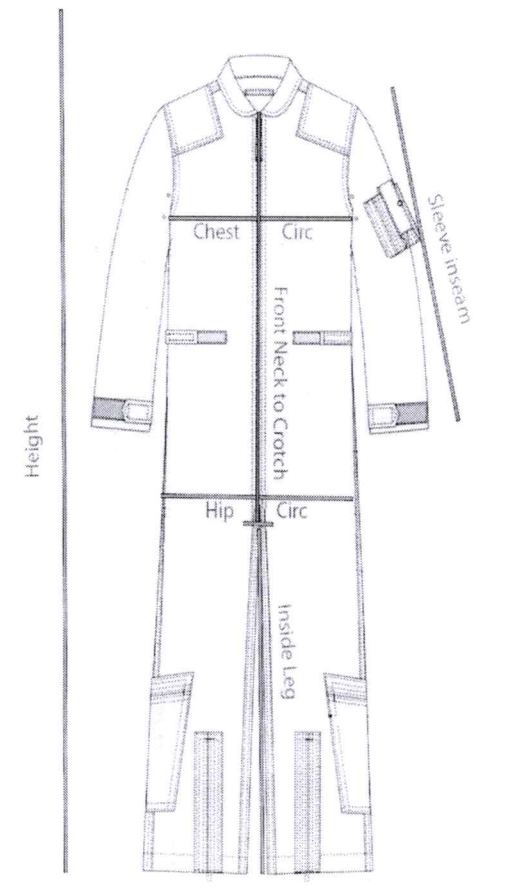 Chest Circ
Sleeve inseam
Front Neck to Crotch
Height
Hip Circ
Inside Leg